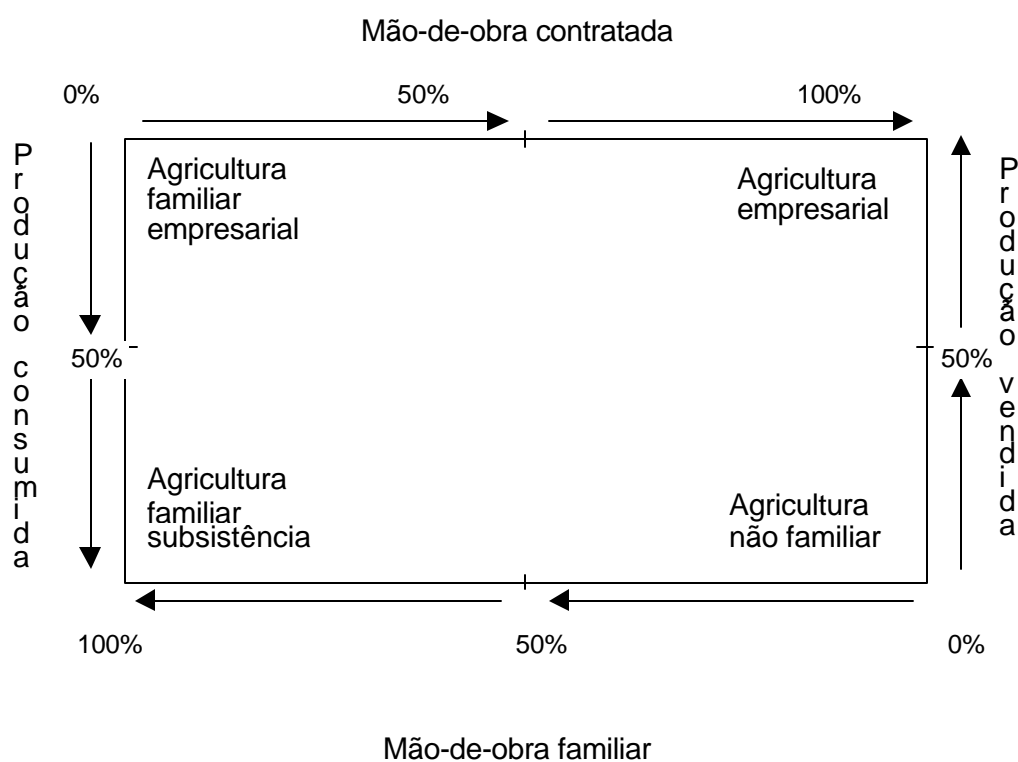 Mão-de-obra contratada
0% 50% 100%
Produção consumida
Produção vendida
Agricultura
familiar
empresarial
Agricultura
empresarial
50% 50%
Agricultura
familiar
subsistência
Agricultura
não familiar
100% 50% 0%
Mão-de-obra familiar